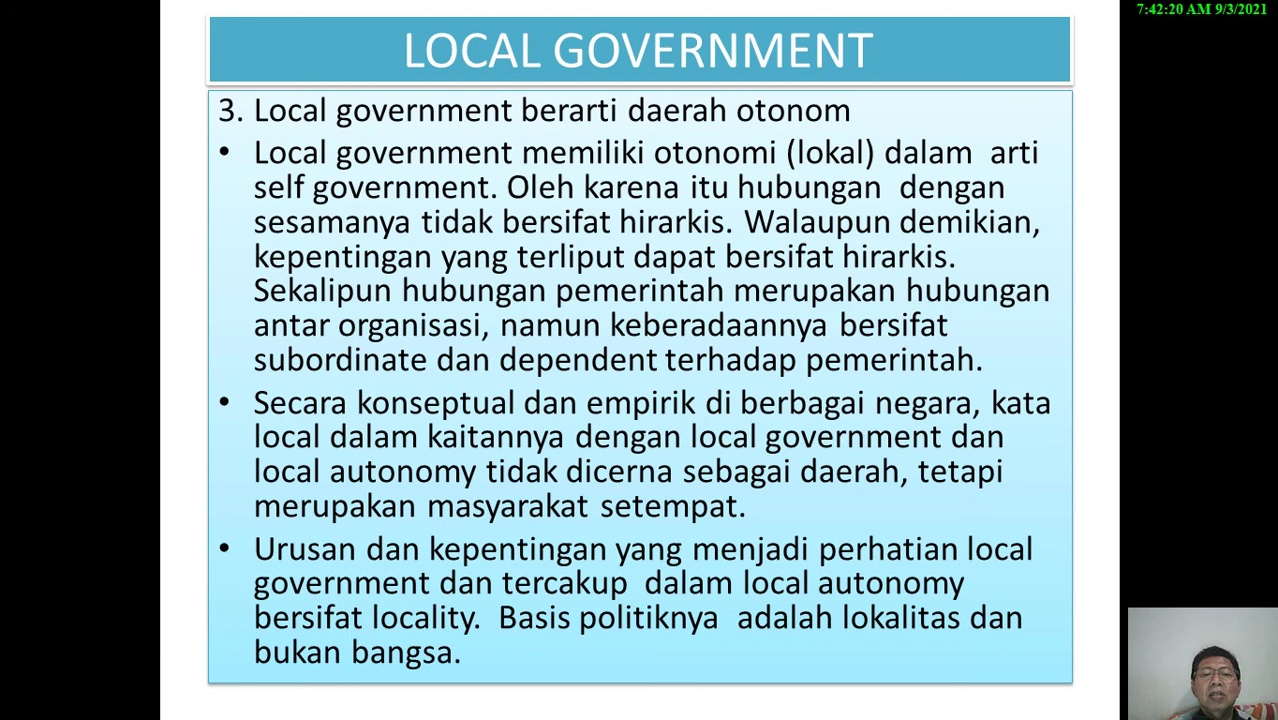 7:42:20 AM 9/3/2021
LOCAL GOVERNMENT
3. Local government berarti daerah otonom
• Local government memiliki otonomi (lokal) dalam arti
self government. Oleh karena itu hubungan dengan
sesamanya tidak bersifat hirarkis. Walaupun demikian,
kepentingan yang terliput dapat bersifat hirarkis.
Sekalipun hubungan pemerintah merupakan hubungan
antar organisasi, namun keberadaannya bersifat
subordinate dan dependent terhadap pemerintah.
• Secara konseptual dan empirik di berbagai negara, kata
local dalam kaitannya dengan local government dan
local autonomy tidak dicerna sebagai daerah, tetapi
merupakan masyarakat setempat.
• Urusan dan kepentingan yang menjadi perhatian local
government dan tercakup dalam local autonomy
bersifat locality. Basis politiknya adalah lokalitas dan
bukan bangsa.